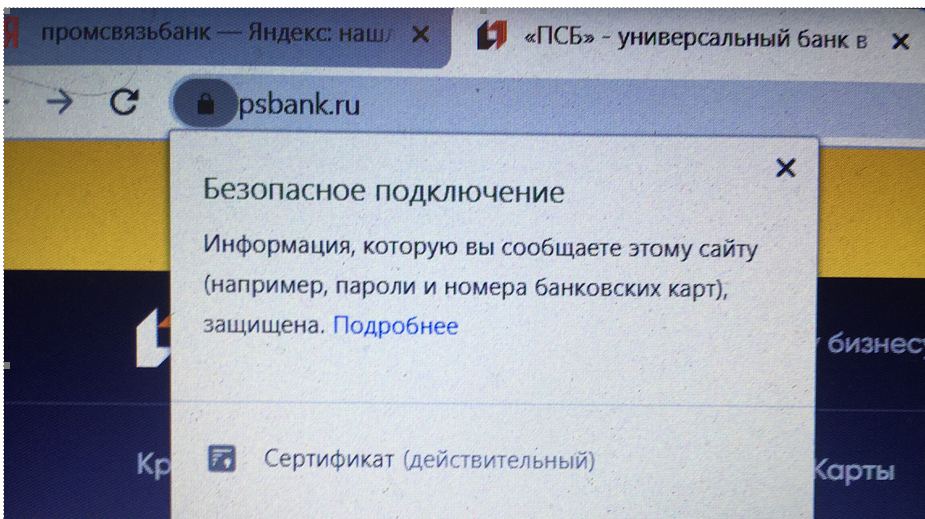 промсвязьбанк — Яндекс: наш
«ПСБ» - универсальный банк в
psbank.ru
Безопасное подключение
Информация, которую вы сообщаете этому сайту
(например, пароли и номера банковских карт),
защищена. Подробнее
бизнес
Сертификат (действительный)
Кр
Карты